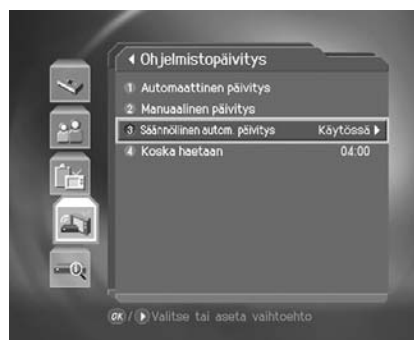 Ohjelmistopäivitys
1 Automaattinen päivitys
2 Manuaalinen päivitys
3 Säännöllinen autom. päivitys Käytössä
4 Koska haetaan 04:00
OK / Valitse tai aseta vaihtoehto